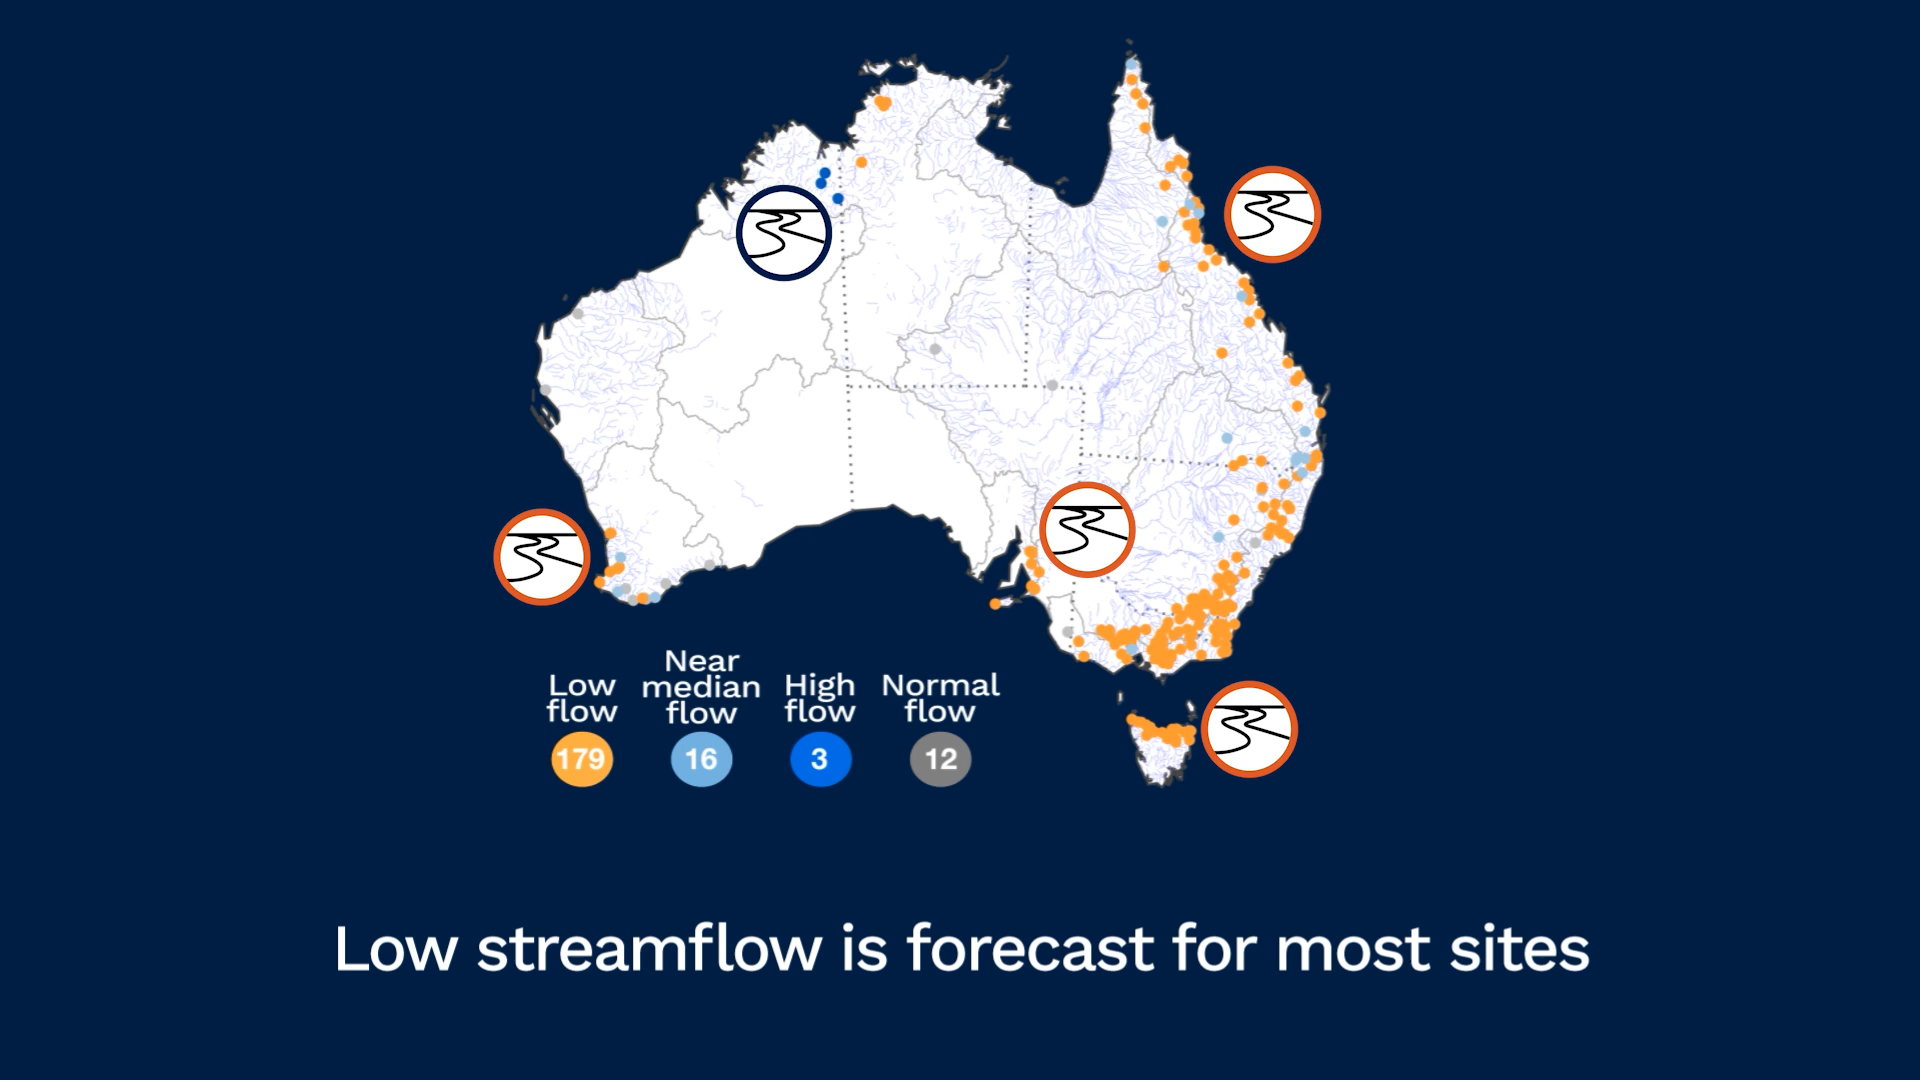 Low
flow
Near
median
flow
High
flow
Normal
flow
179
16
3
12
Low streamflow is forecast for most sites